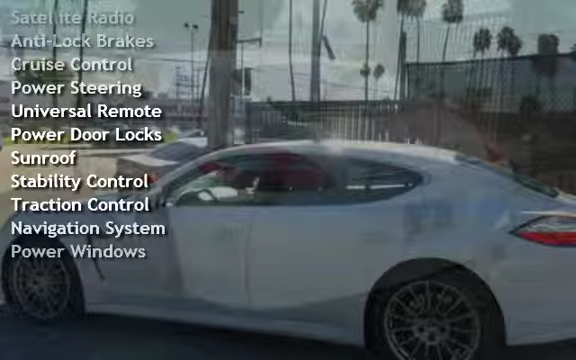 Satellite Radio
Anti-Lock Brakes
Cruise Control
Power Steering
Universal Remote
Power Door Locks
Sunroof
Stability Control
Traction Control
Navigation System
Power Windows